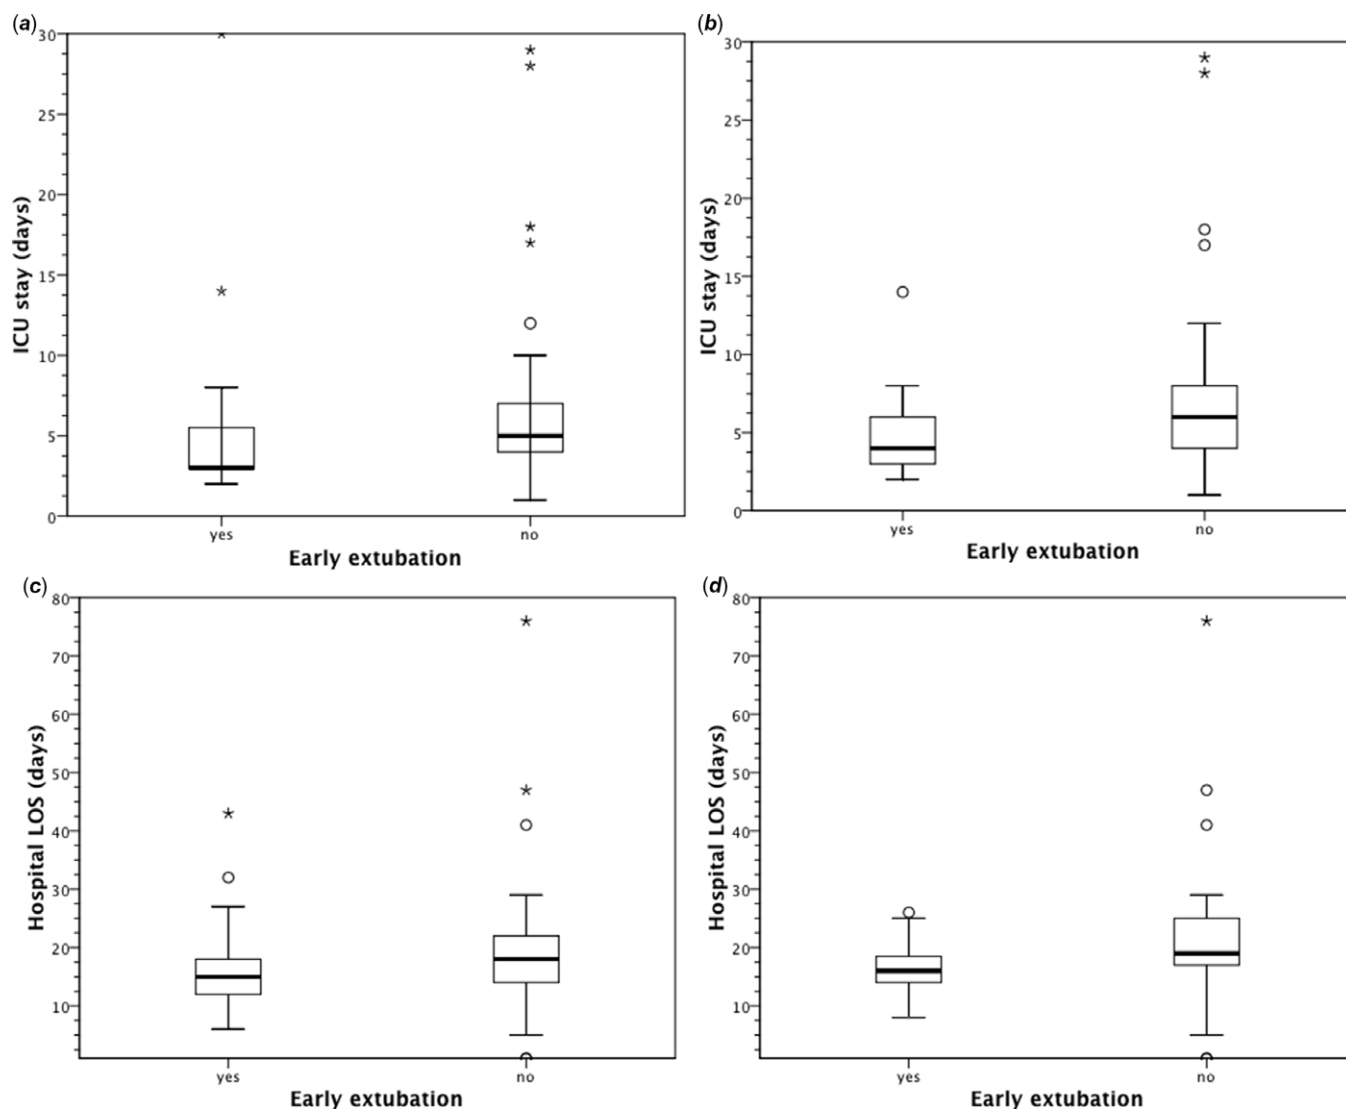 (a)
30
25
20
15
10
5
0
ICU stay (days)
yes
no
Early extubation
(b)
30
25
20
15
10
5
0
ICU stay (days)
yes
no
Early extubation
(c)
80
70
60
50
40
30
20
10
Hospital LOS (days)
yes
no
Early extubation
(d)
80
70
60
50
40
30
20
10
Hospital LOS (days)
yes
no
Early extubation